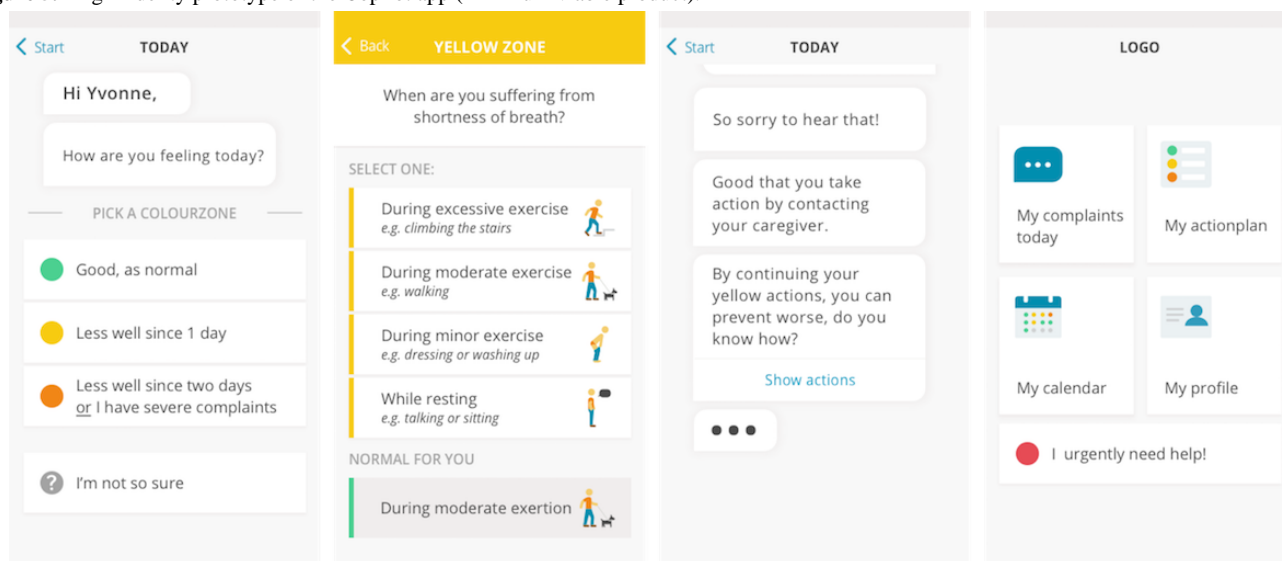 Start
TODAY
Hi Yvonne,
How are you feeling today?
PICK A COLOURZONE
Good, as normal
Less well since 1 day
Less well since two days
or I have severe complaints
?
I'm not so sure
Back
YELLOW ZONE
When are you suffering from
shortness of breath?
SELECT ONE:
During excessive exercise
e.g. climbing the stairs
During moderate exercise
e.g. walking
During minor exercise
e.g. dressing or washing up
While resting
e.g. talking or sitting
NORMAL FOR YOU
During moderate exertion
Start
TODAY
So sorry to hear that!
Good that you take
action by contacting
your caregiver.
By continuing your
yellow actions, you can
prevent worse, do you
know how?
Show actions
LOGO
My complaints
today
My actionplan
My calendar
My profile
I urgently need help!